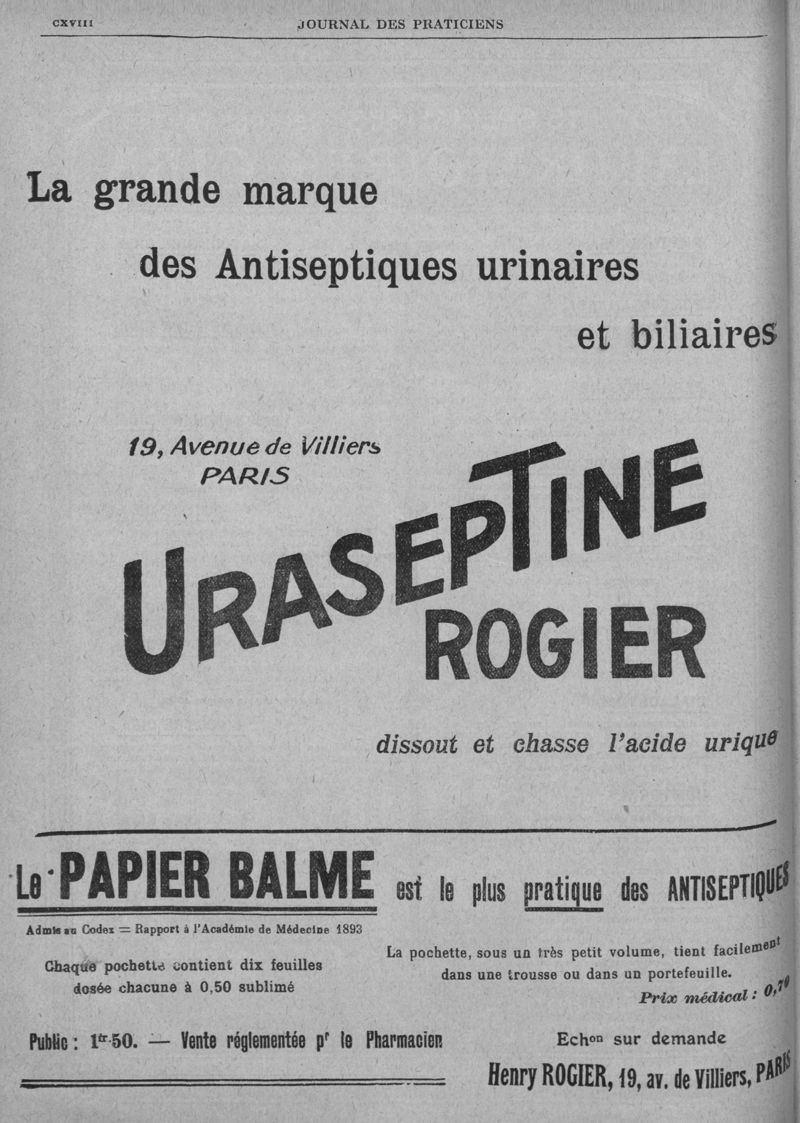 CXVIII
JOURNAL DES PRATICIENS
La grande marque
des Antiseptiques urinaires
et biliaires
19, Avenue de Villiers
PARIS
URASEPTINE
ROGIER
dissout et chasse l'acide urique
Le PAPIER BALME est le plus pratique des ANTISEPTIQUES
Admis au Codex = Rapport à l'Académie de Médecine 1893
Chaque pochette contient dix feuilles
dosée chacune à 0,50 sublimé
La pochette, sous un très petit volume, tient facilement
dans une trousse ou dans un portefeuille.
Prix médical : 0,70
Public : 1fr 50. — Vente réglementée pr le Pharmacien
Echon sur demande
Henry ROGIER, 19, av. de Villiers, PARIS